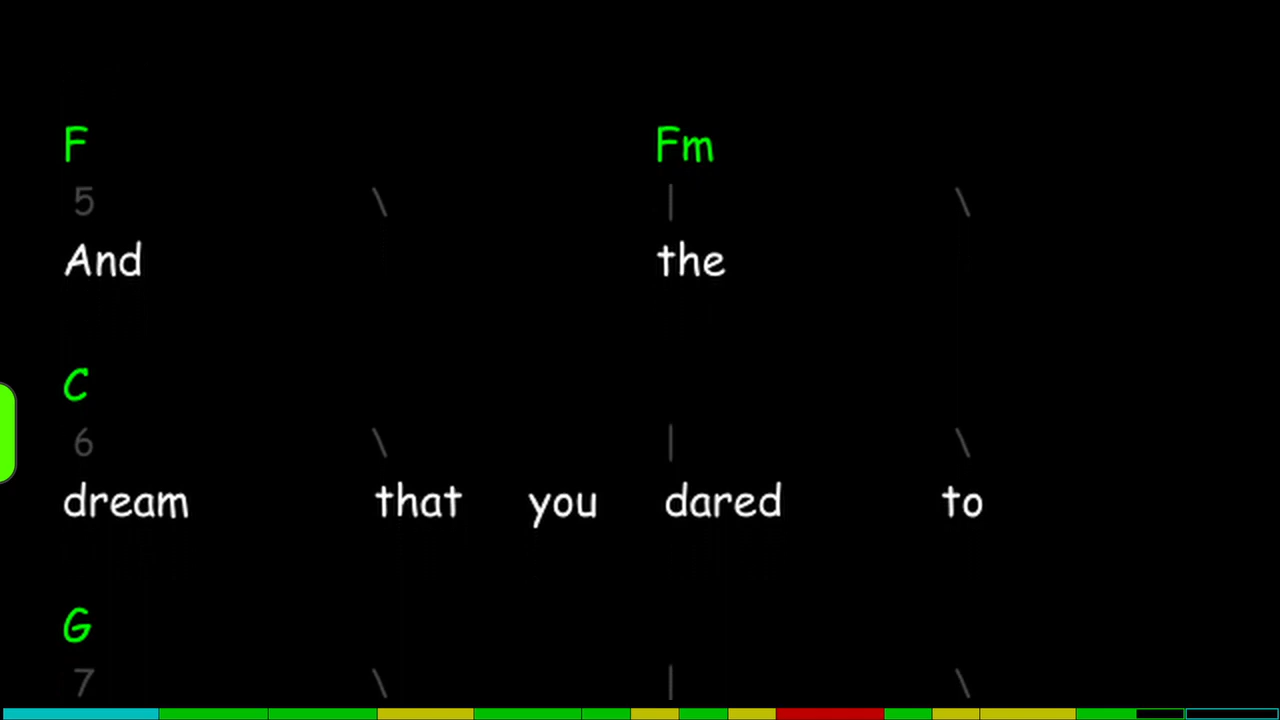 F Fm
5 \ | \
And the
C
6 \ | \
dream that you dared to
G
7 \ | \